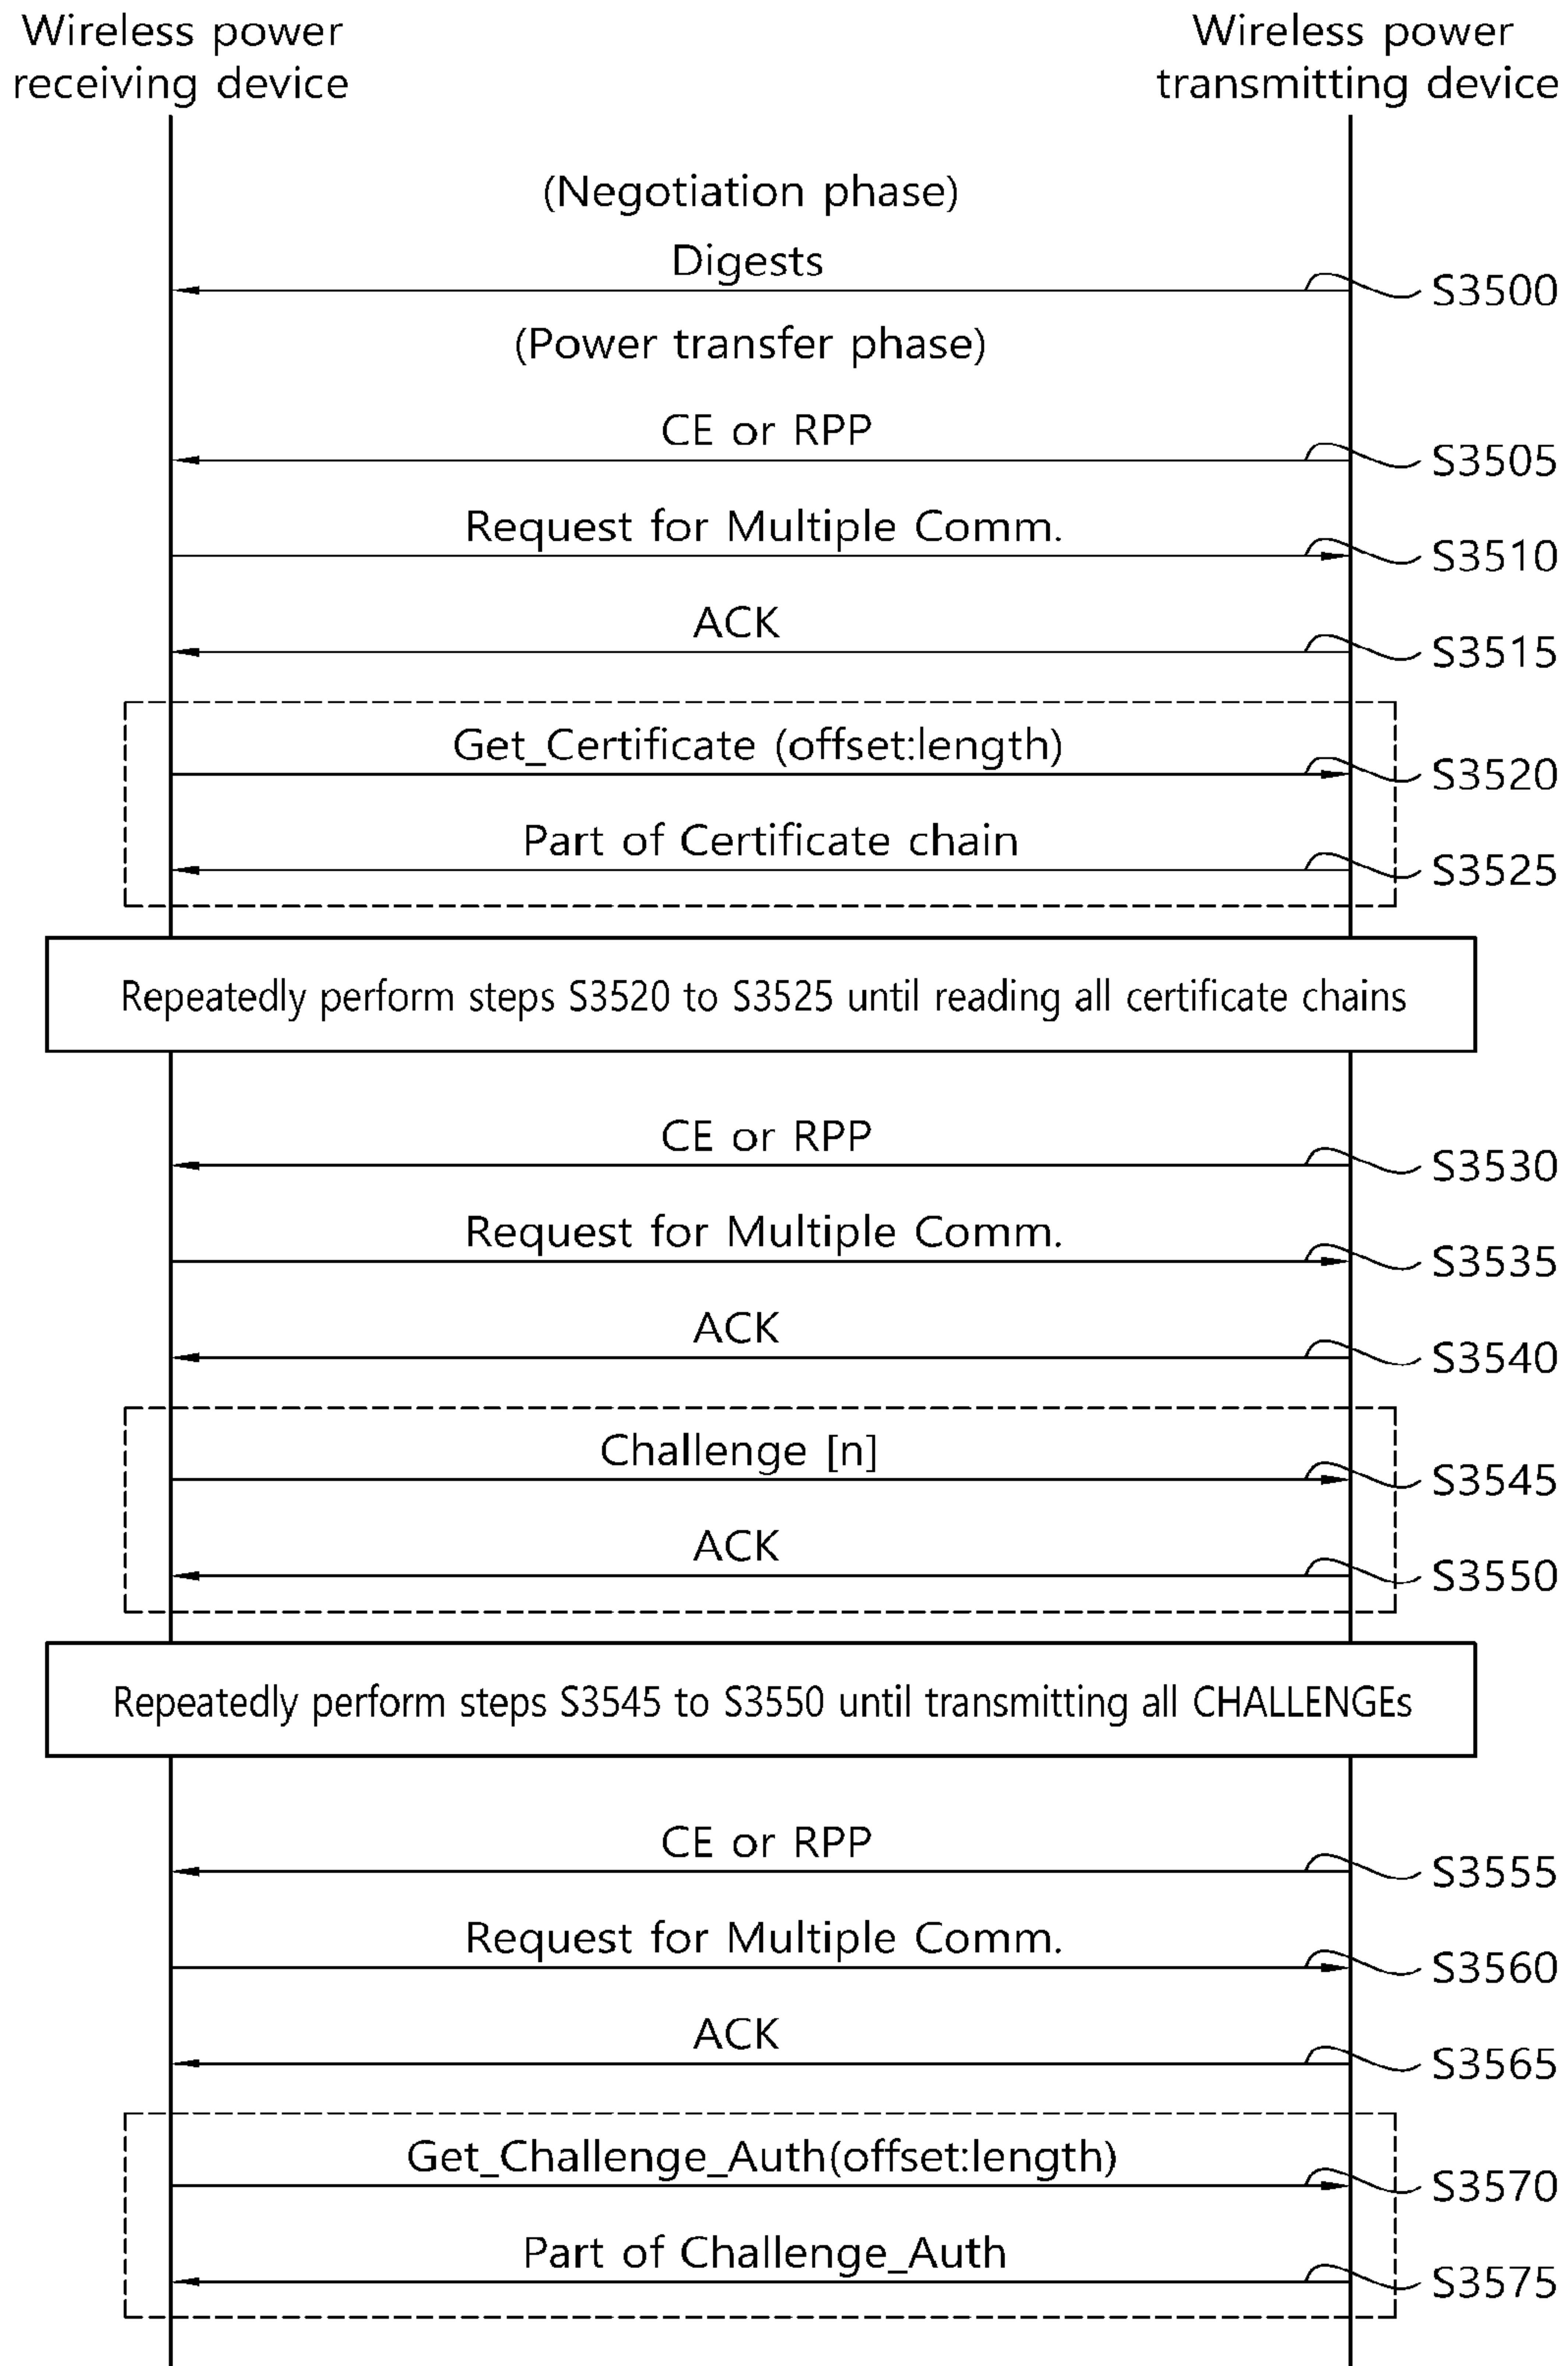 Wireless power
receiving device
Wireless power
transmitting device
(Negotiation phase)
Digests
S3500
(Power transfer phase)
CE or RPP
S3505
Request for Multiple Comm.
S3510
ACK
S3515
Get_Certificate (offset:length)
S3520
Part of Certificate chain
S3525
Repeatedly perform steps S3520 to S3525 until reading all certificate chains
CE or RPP
S3530
Request for Multiple Comm.
S3535
ACK
S3540
Challenge [n]
S3545
ACK
S3550
Repeatedly perform steps S3545 to S3550 until transmitting all CHALLENGEs
CE or RPP
S3555
Request for Multiple Comm.
S3560
ACK
S3565
Get_Challenge_Auth(offset:length)
S3570
Part of Challenge_Auth
S3575